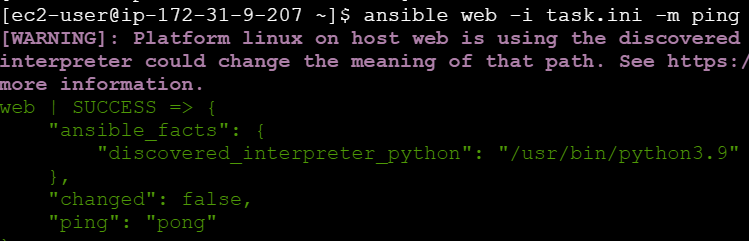 [ec2-user@ip-172-31-9-207 ~]$ ansible web -i task.ini -m ping
[WARNING]: Platform linux on host web is using the discovered
interpreter could change the meaning of that path. See https:/
more information.
web | SUCCESS => {
    "ansible_facts": {
        "discovered_interpreter_python": "/usr/bin/python3.9"
    },
    "changed": false,
    "ping": "pong"
}